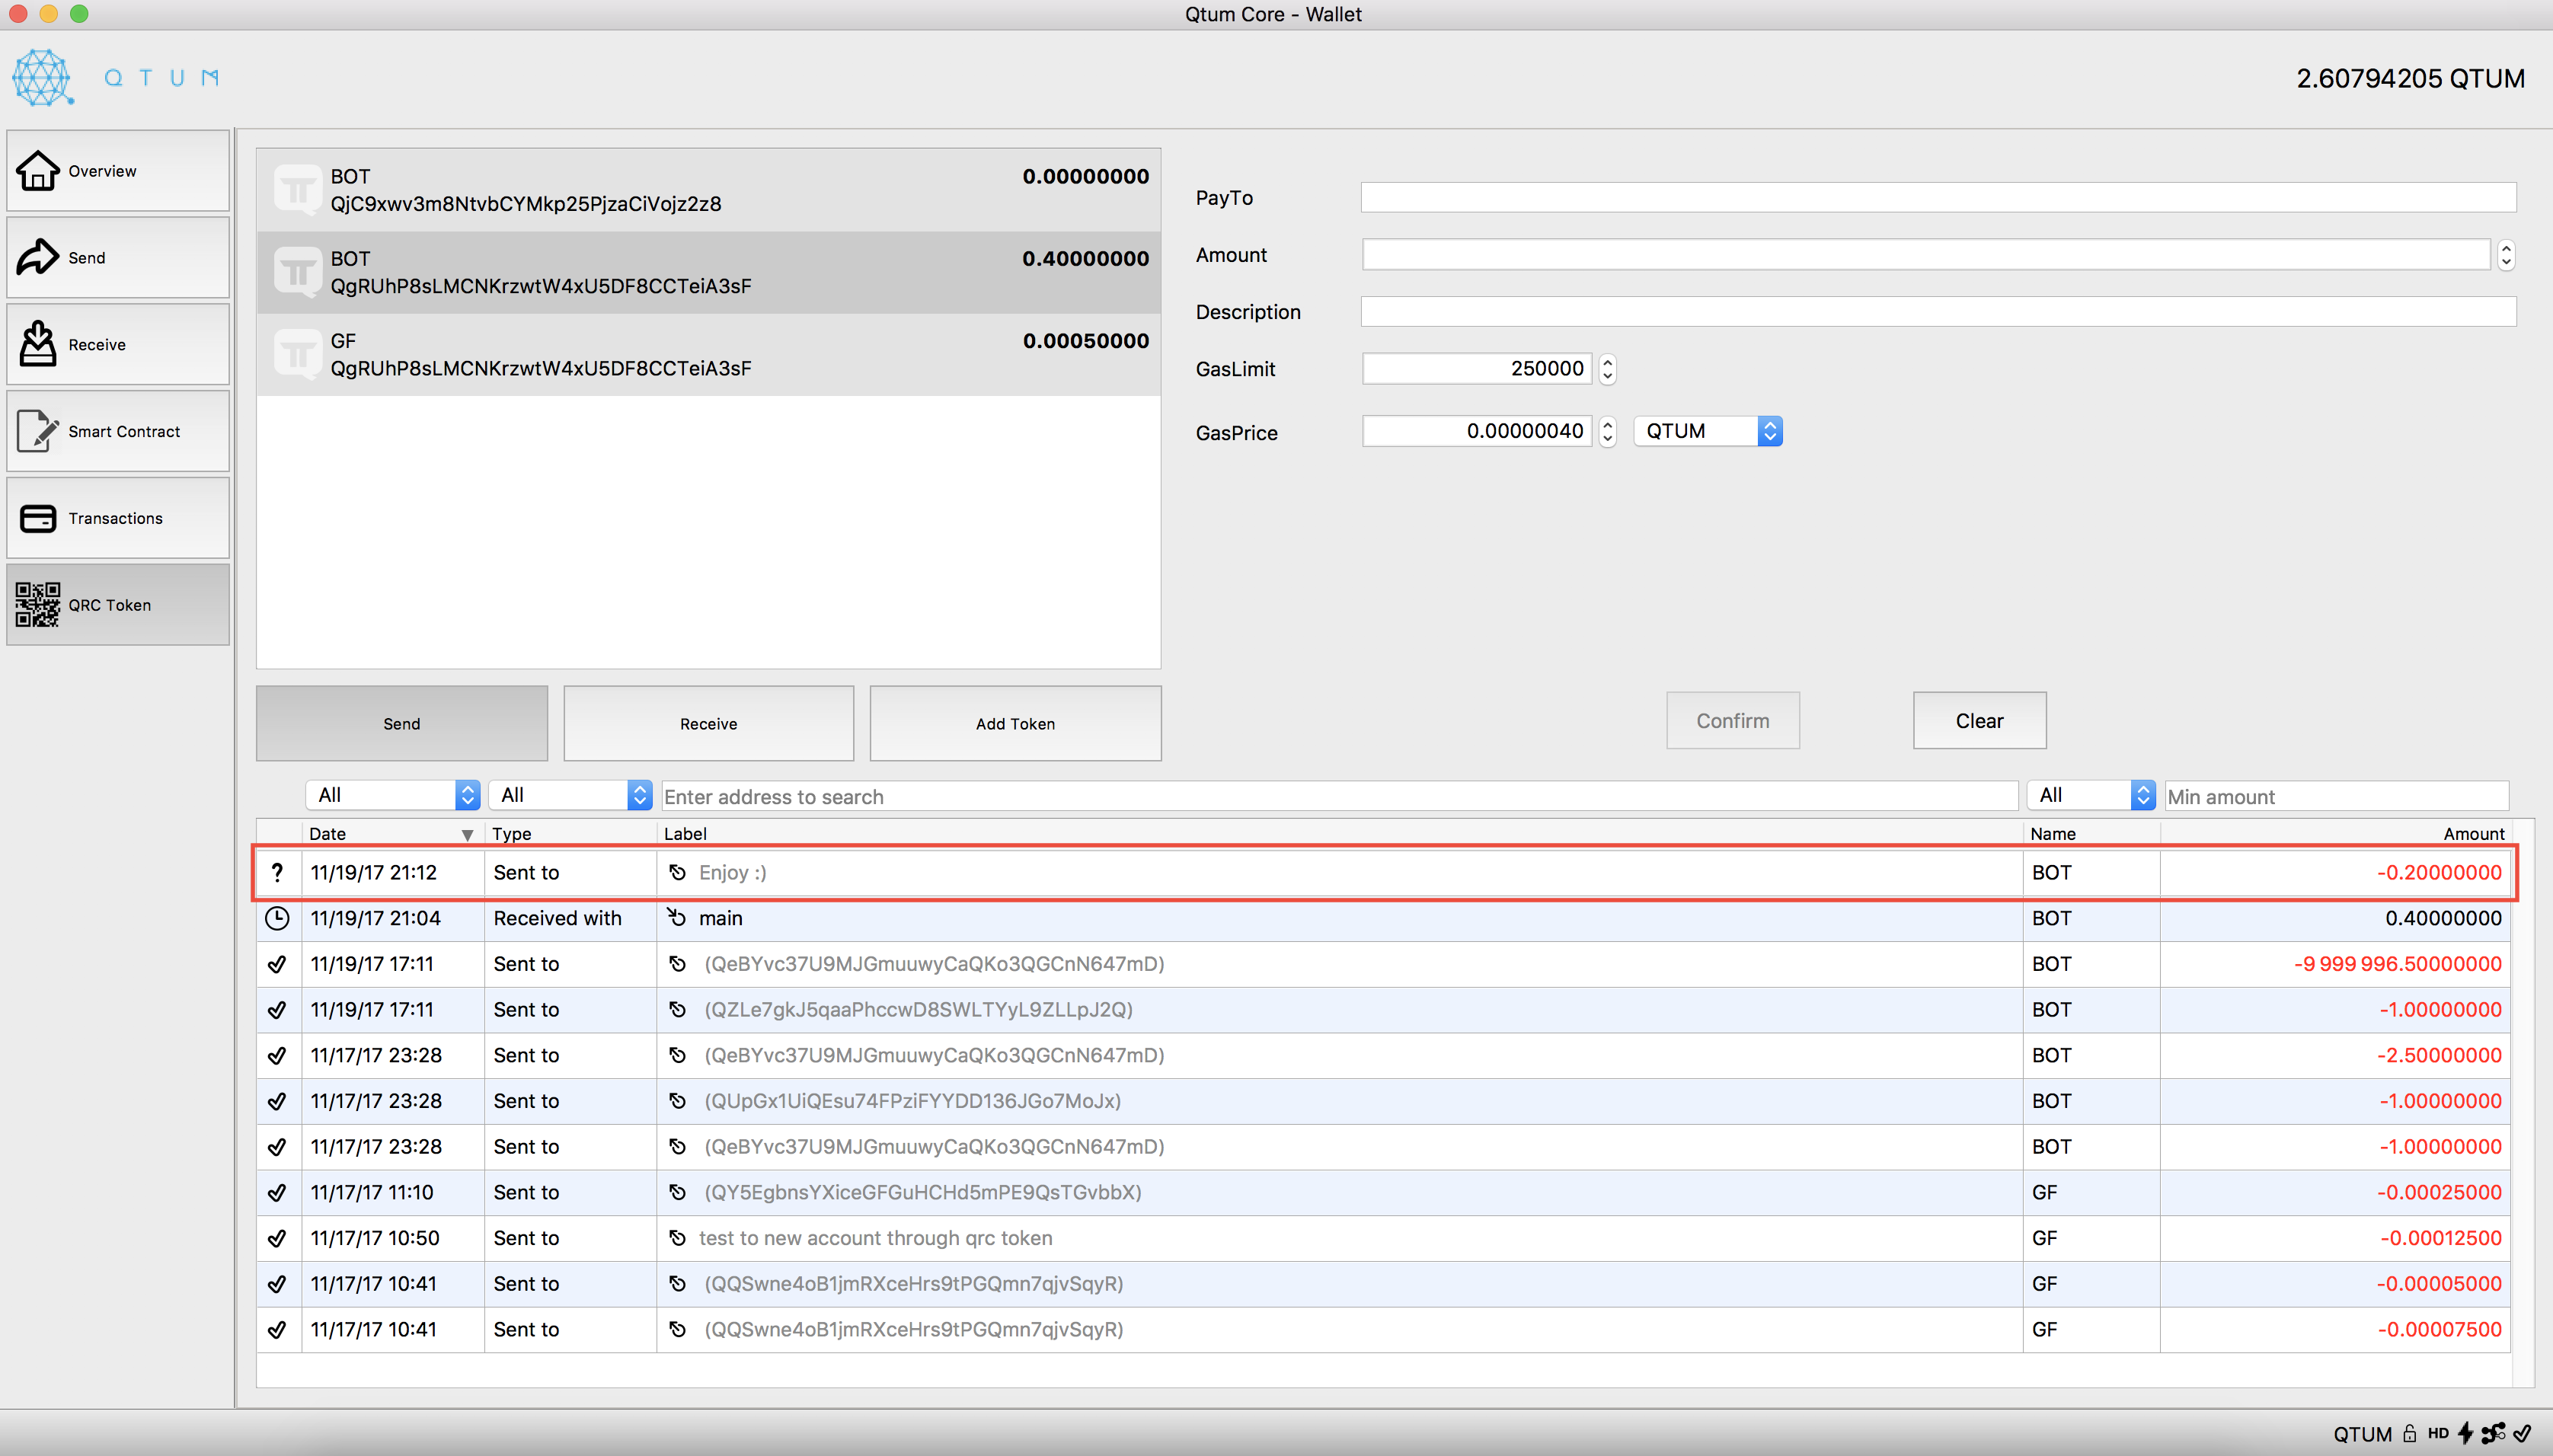 Qtum Core - Wallet
QTUM
2.60794205 QTUM
Overview
Send
Receive
Smart Contract
Transactions
QRC Token
BOT 0.00000000
QjC9xwv3m8NtvbCYMkp25PjzaCiVojz2z8
BOT 0.40000000
QgRUhP8sLMCNKrzwtW4xU5DF8CCTeiA3sF
GF 0.00050000
QgRUhP8sLMCNKrzwtW4xU5DF8CCTeiA3sF
PayTo
Amount
Description
GasLimit 250000
GasPrice 0.00000040 QTUM
Send Receive Add Token
Confirm Clear
All All Enter address to search All Min amount
Date Type Label Name Amount
? 11/19/17 21:12 Sent to Enjoy :) BOT -0.20000000
11/19/17 21:04 Received with main BOT 0.40000000
11/19/17 17:11 Sent to (QeBYvc37U9MJGmuuwyCaQKo3QGCnN647mD) BOT -9 999 996.50000000
11/19/17 17:11 Sent to (QZLe7gkJ5qaaPhccwD8SWLTYyL9ZLLpJ2Q) BOT -1.00000000
11/17/17 23:28 Sent to (QeBYvc37U9MJGmuuwyCaQKo3QGCnN647mD) BOT -2.50000000
11/17/17 23:28 Sent to (QUpGx1UiQEsu74FPziFYYDD136JGo7MoJx) BOT -1.00000000
11/17/17 23:28 Sent to (QeBYvc37U9MJGmuuwyCaQKo3QGCnN647mD) BOT -1.00000000
11/17/17 11:10 Sent to (QY5EgbnsYXiceGFGuHCHd5mPE9QsTGvbbX) GF -0.00025000
11/17/17 10:50 Sent to test to new account through qrc token GF -0.00012500
11/17/17 10:41 Sent to (QQSwne4oB1jmRXceHrs9tPGQmn7qjvSqyR) GF -0.00005000
11/17/17 10:41 Sent to (QQSwne4oB1jmRXceHrs9tPGQmn7qjvSqyR) GF -0.00007500
QTUM HD